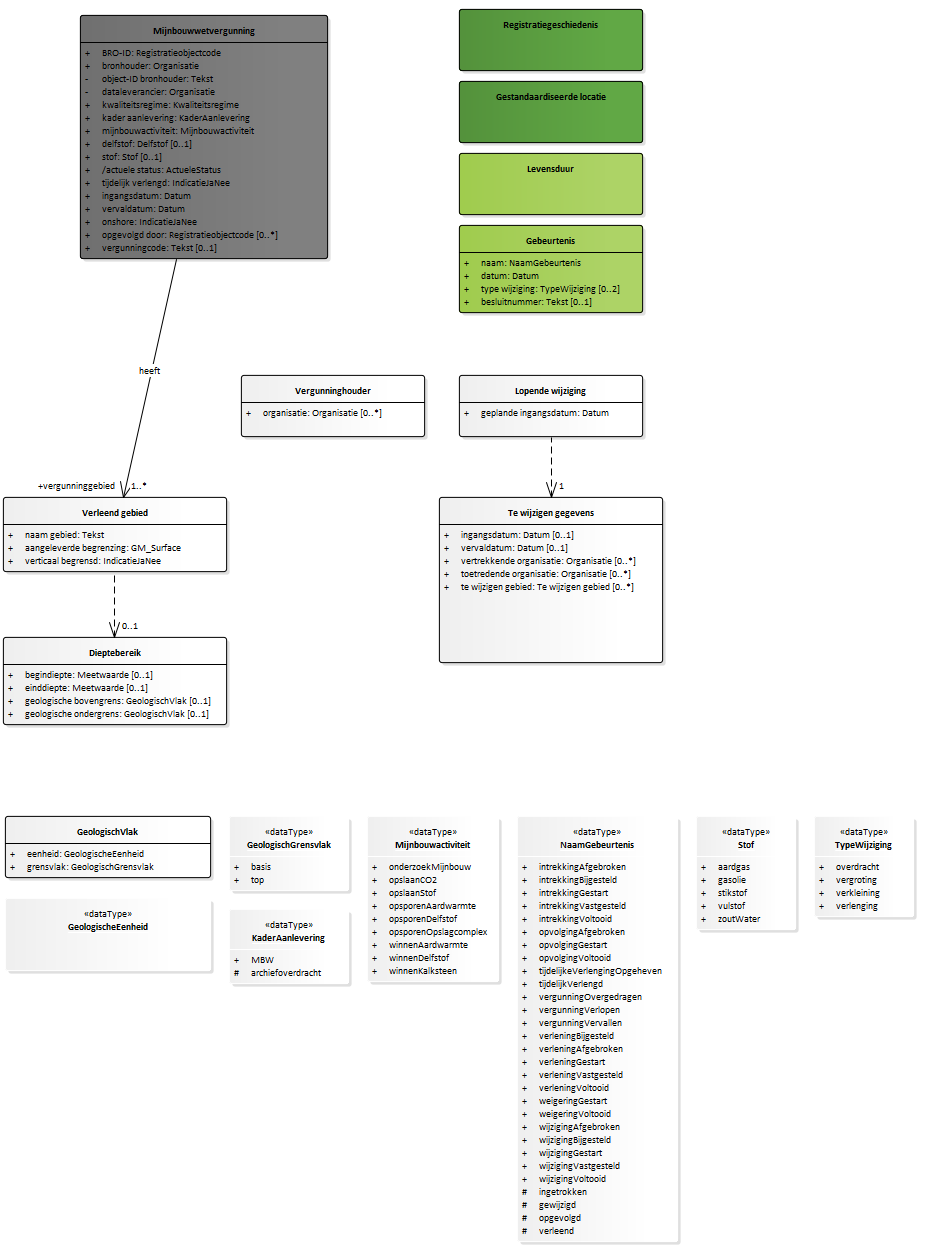 Mijnbouwwetvergunning
+ BRO-ID: Registratieobjectcode
+ bronhouder: Organisatie
- object-ID bronhouder: Tekst
- dataleverancier: Organisatie
+ kwaliteitsregime: Kwaliteitsregime
+ kader aanlevering: KaderAanlevering
+ mijnbouwactiviteit: Mijnbouwactiviteit
+ delfstof: Delfstof [0..1]
+ stof: Stof [0..1]
+ /actuele status: ActueleStatus
+ tijdelijk verlengd: IndicatieJaNee
+ ingangsdatum: Datum
+ vervaldatum: Datum
+ onshore: IndicatieJaNee
+ opgevolgd door: Registratieobjectcode [0..*]
+ vergunningcode: Tekst [0..1]
Registratiegeschiedenis
Gestandaardiseerde locatie
Levensduur
Gebeurtenis
+ naam: NaamGebeurtenis
+ datum: Datum
+ type wijziging: TypeWijziging [0..2]
+ besluitnummer: Tekst [0..1]
heeft
Vergunninghouder
+ organisatie: Organisatie [0..*]
Lopende wijziging
+ geplande ingangsdatum: Datum
+vergunninggebied 1..*
1
Verleend gebied
+ naam gebied: Tekst
+ aangeleverde begrenzing: GM_Surface
+ verticaal begrensd: IndicatieJaNee
Te wijzigen gegevens
+ ingangsdatum: Datum [0..1]
+ vervaldatum: Datum [0..1]
+ vertrekkende organisatie: Organisatie [0..*]
+ toetredende organisatie: Organisatie [0..*]
+ te wijzigen gebied: Te wijzigen gebied [0..*]
0..1
Dieptebereik
+ begindiepte: Meetwaarde [0..1]
+ einddiepte: Meetwaarde [0..1]
+ geologische bovengrens: GeologischVlak [0..1]
+ geologische ondergrens: GeologischVlak [0..1]
GeologischVlak
+ eenheid: GeologischeEenheid
+ grensvlak: GeologischGrensvlak
«dataType»
GeologischeEenheid
«dataType»
GeologischGrensvlak
+ basis
+ top
«dataType»
KaderAanlevering
+ MBW
# archiefoverdracht
«dataType»
Mijnbouwactiviteit
+ onderzoekMijnbouw
+ opslaanCO2
+ opslaanStof
+ opsporenAardwarmte
+ opsporenDelfstof
+ opsporenOpslagcomplex
+ winnenAardwarmte
+ winnenDelfstof
+ winnenKalksteen
«dataType»
NaamGebeurtenis
+ intrekkingAfgebroken
+ intrekkingBijgesteld
+ intrekkingGestart
+ intrekkingVastgesteld
+ intrekkingVoltooid
+ opvolgingAfgebroken
+ opvolgingGestart
+ opvolgingVoltooid
+ tijdelijkeVerlengingOpgeheven
+ tijdelijkVerlengd
+ vergunningOvergedragen
+ vergunningVerlopen
+ vergunningVervallen
+ verleningBijgesteld
+ verleningAfgebroken
+ verleningGestart
+ verleningVastgesteld
+ verleningVoltooid
+ weigeringGestart
+ weigeringVoltooid
+ wijzigingAfgebroken
+ wijzigingBijgesteld
+ wijzigingGestart
+ wijzigingVastgesteld
+ wijzigingVoltooid
# ingetrokken
# gewijzigd
# opgevolgd
# verleend
«dataType»
Stof
+ aardgas
+ gasolie
+ stikstof
+ vulstof
+ zoutWater
«dataType»
TypeWijziging
+ overdracht
+ vergroting
+ verkleining
+ verlenging